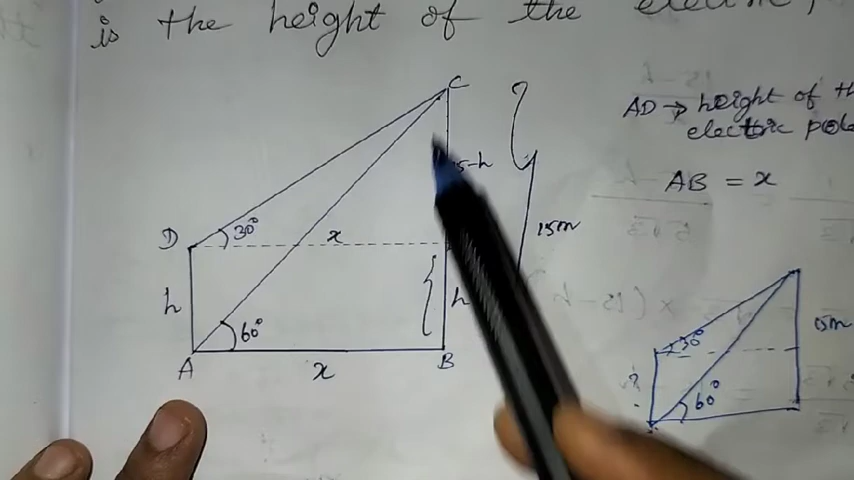 is the height of the
C
AD → height of the
electric pole
15-h
AB = x
D
30°
x
15m
h
h
60°
A
x
B
30°
15m
?
60°